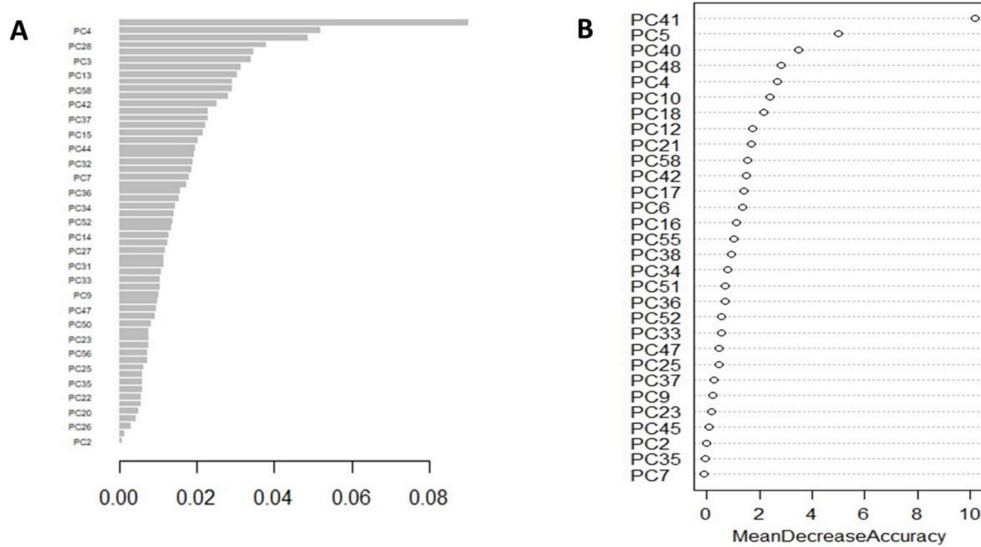 A
PC4
PC28
PC3
PC13
PC58
PC42
PC37
PC15
PC44
PC32
PC7
PC36
PC34
PC52
PC14
PC27
PC31
PC33
PC9
PC47
PC50
PC23
PC56
PC25
PC35
PC22
PC20
PC26
PC2
0.00 0.02 0.04 0.06 0.08
B
PC41
PC5
PC40
PC48
PC4
PC10
PC18
PC12
PC21
PC58
PC42
PC17
PC6
PC16
PC55
PC38
PC34
PC51
PC36
PC52
PC33
PC47
PC25
PC37
PC9
PC23
PC45
PC2
PC35
PC7
0 2 4 6 8 10
MeanDecreaseAccuracy